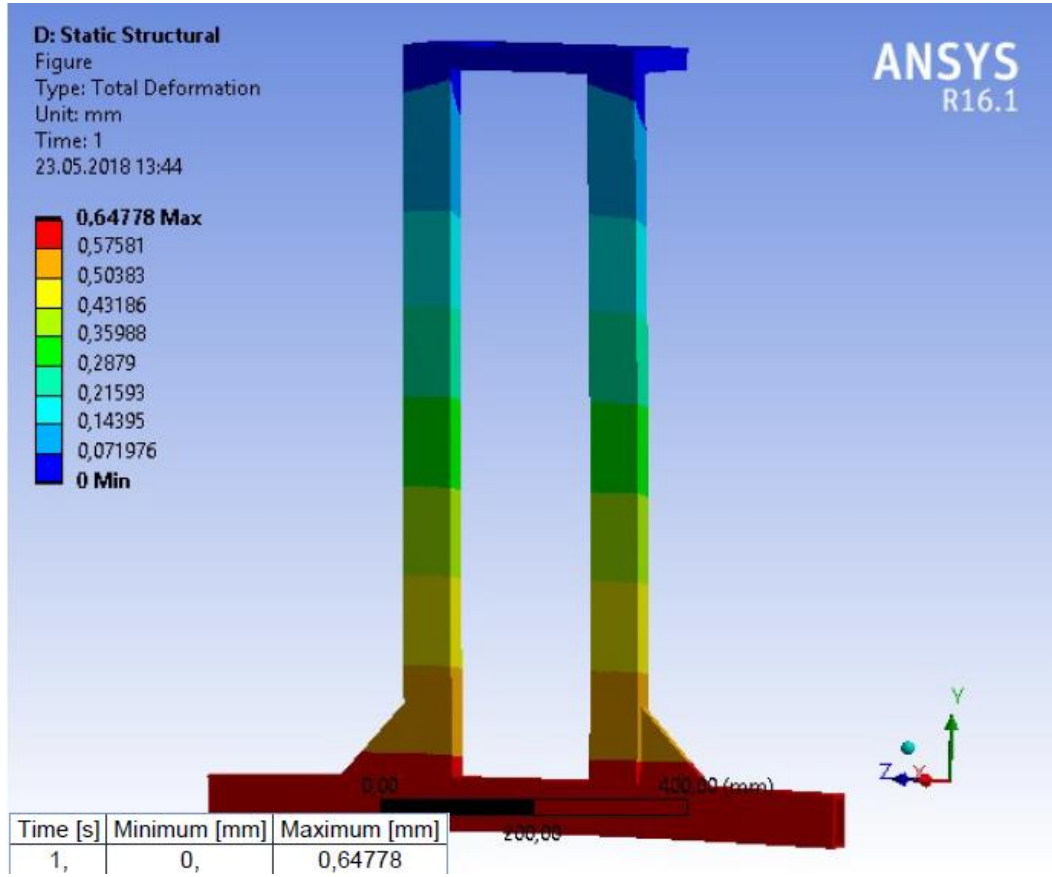 D: Static Structural
Figure
Type: Total Deformation
Unit: mm
Time: 1
23.05.2018 13:44
ANSYS
R16.1
0,64778 Max
0,57581
0,50383
0,43186
0,35988
0,2879
0,21593
0,14395
0,071976
0 Min
Y
Z X
0,00 400,00 (mm)
200,00
Time [s] Minimum [mm] Maximum [mm]
1, 0, 0,64778